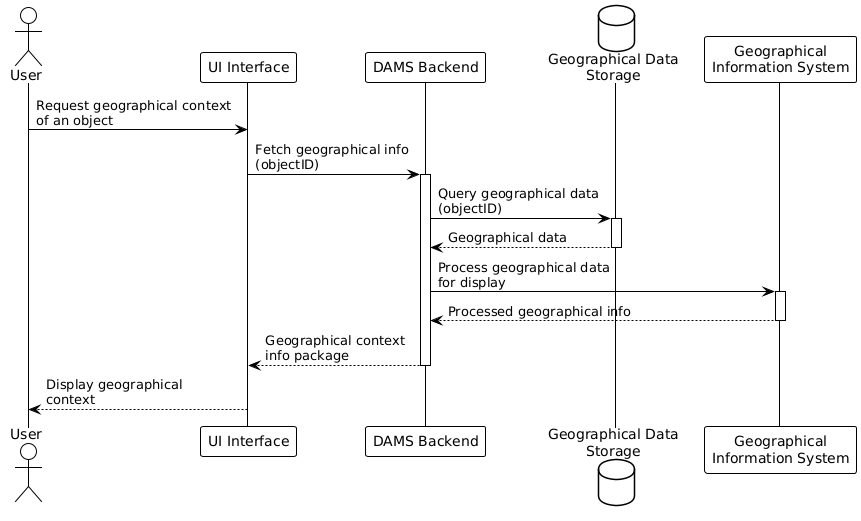 User
UI Interface
DAMS Backend
Geographical Data
Storage
Geographical
Information System
Request geographical context
of an object
Fetch geographical info
(objectID)
Query geographical data
(objectID)
Geographical data
Process geographical data
for display
Processed geographical info
Geographical context
info package
Display geographical
context
User
UI Interface
DAMS Backend
Geographical Data
Storage
Geographical
Information System